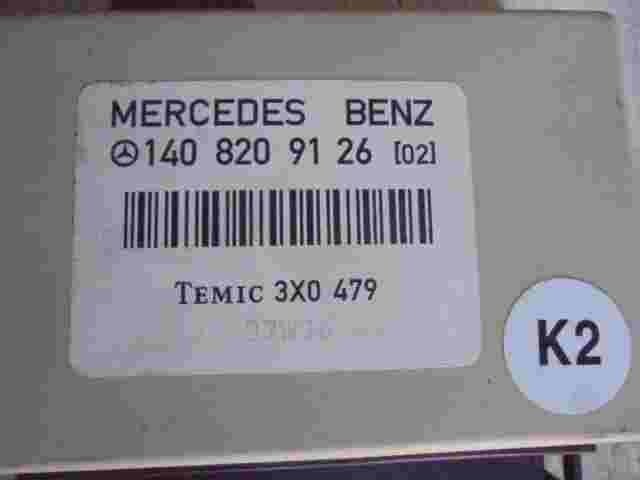 MERCEDES BENZ
140 820 91 26 [02]
TEMIC 3X0 479
K2